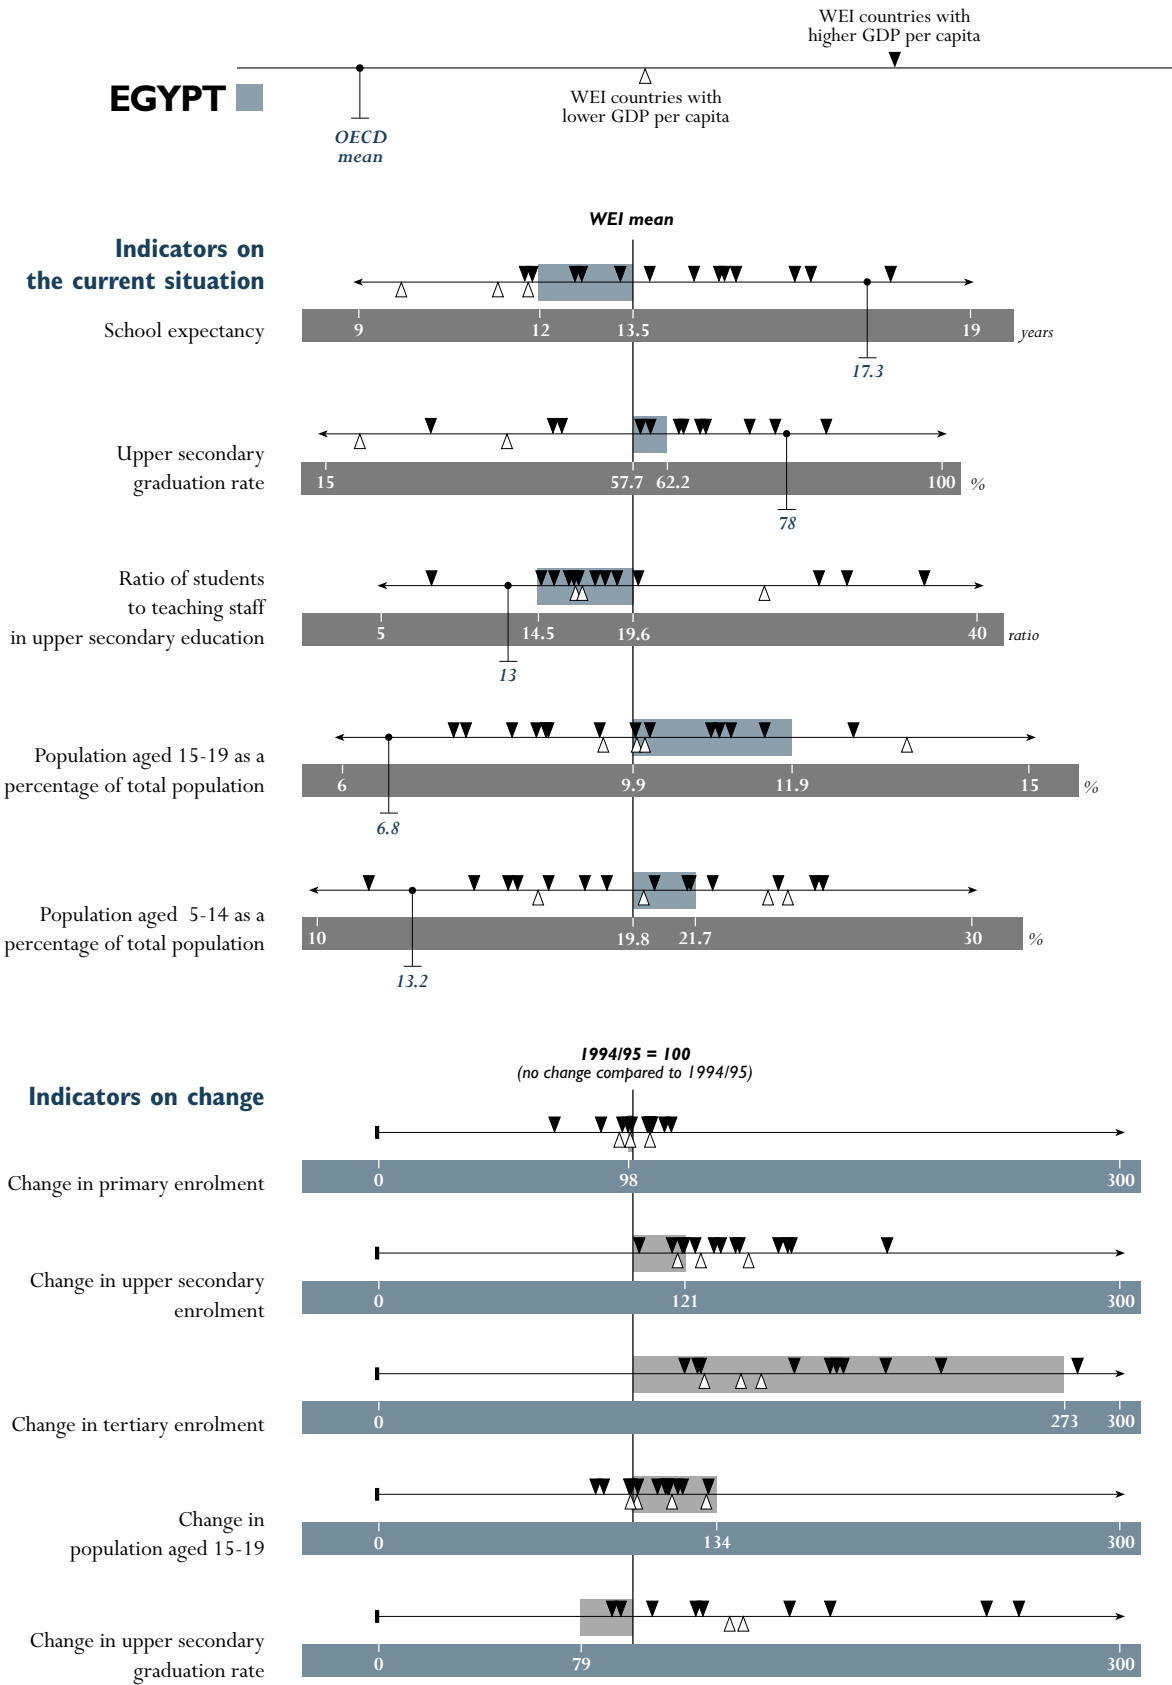 WEI countries with
higher GDP per capita
EGYPT
WEI countries with
lower GDP per capita
OECD
mean
WEI mean
Indicators on
the current situation
School expectancy
9 12 13.5 19 years
17.3
Upper secondary
graduation rate
15 57.7 62.2 100 %
78
Ratio of students
to teaching staff
in upper secondary education
5 14.5 19.6 40 ratio
13
Population aged 15-19 as a
percentage of total population
6 9.9 11.9 15 %
6.8
Population aged 5-14 as a
percentage of total population
10 19.8 21.7 30 %
13.2
1994/95 = 100
(no change compared to 1994/95)
Indicators on change
Change in primary enrolment
0 98 300
Change in upper secondary
enrolment
0 121 300
Change in tertiary enrolment
0 273 300
Change in
population aged 15-19
0 134 300
Change in upper secondary
graduation rate
0 79 300